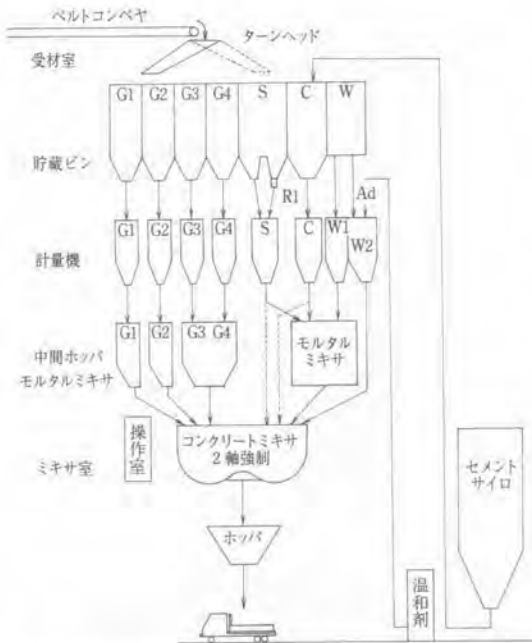 ベルトコンベヤ
ターンヘッド
受材室
G1 G2 G3 G4 S C W
貯蔵ビン
R1
Ad
G1 G2 G3 G4 S C W1
W2
計量機
G1 G2 G3 G4
モルタル
ミキサ
中間ホッパ
モルタルミキサ
操作室
コンクリートミキサ
2軸強制
ミキサ室
セメント
サイロ
ホッパ
温和剤